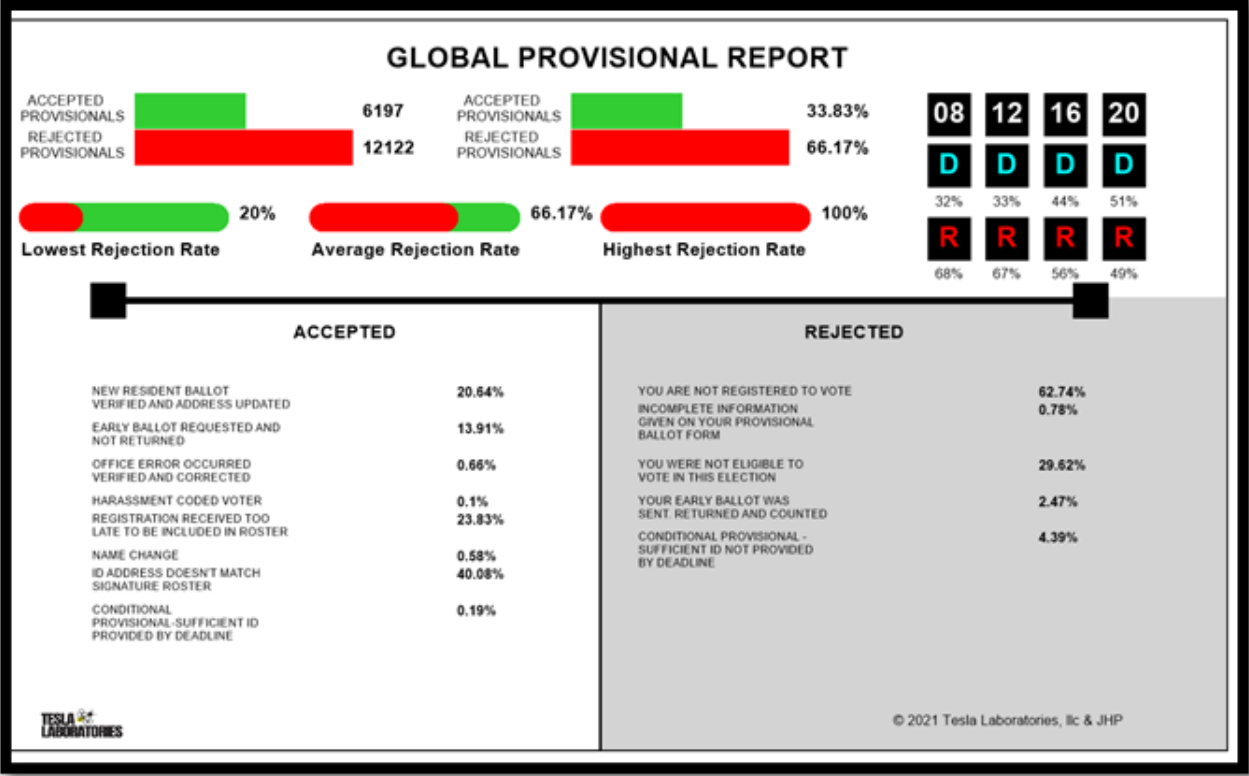 GLOBAL PROVISIONAL REPORT
ACCEPTED
PROVISIONALS
6197
REJECTED
PROVISIONALS
12122
ACCEPTED
PROVISIONALS
33.83%
REJECTED
PROVISIONALS
66.17%
08 12 16 20
D D D D
32% 33% 44% 51%
R R R R
68% 67% 56% 49%
20%
Lowest Rejection Rate
66.17%
Average Rejection Rate
100%
Highest Rejection Rate
ACCEPTED
NEW RESIDENT BALLOT
VERIFIED AND ADDRESS UPDATED
20.64%
EARLY BALLOT REQUESTED AND
NOT RETURNED
13.91%
OFFICE ERROR OCCURRED
VERIFIED AND CORRECTED
0.66%
HARASSMENT CODED VOTER
0.1%
REGISTRATION RECEIVED TOO
LATE TO BE INCLUDED IN ROSTER
23.83%
NAME CHANGE
0.58%
ID ADDRESS DOESN'T MATCH
SIGNATURE ROSTER
40.08%
CONDITIONAL
PROVISIONAL-SUFFICIENT ID
PROVIDED BY DEADLINE
0.19%
REJECTED
YOU ARE NOT REGISTERED TO VOTE
62.74%
INCOMPLETE INFORMATION
GIVEN ON YOUR PROVISIONAL
BALLOT FORM
0.78%
YOU WERE NOT ELIGIBLE TO
VOTE IN THIS ELECTION
29.62%
YOUR EARLY BALLOT WAS
SENT. RETURNED AND COUNTED
2.47%
CONDITIONAL PROVISIONAL -
SUFFICIENT ID NOT PROVIDED
BY DEADLINE
4.39%
TESLA
LABORATORIES
© 2021 Tesla Laboratories, llc & JHP